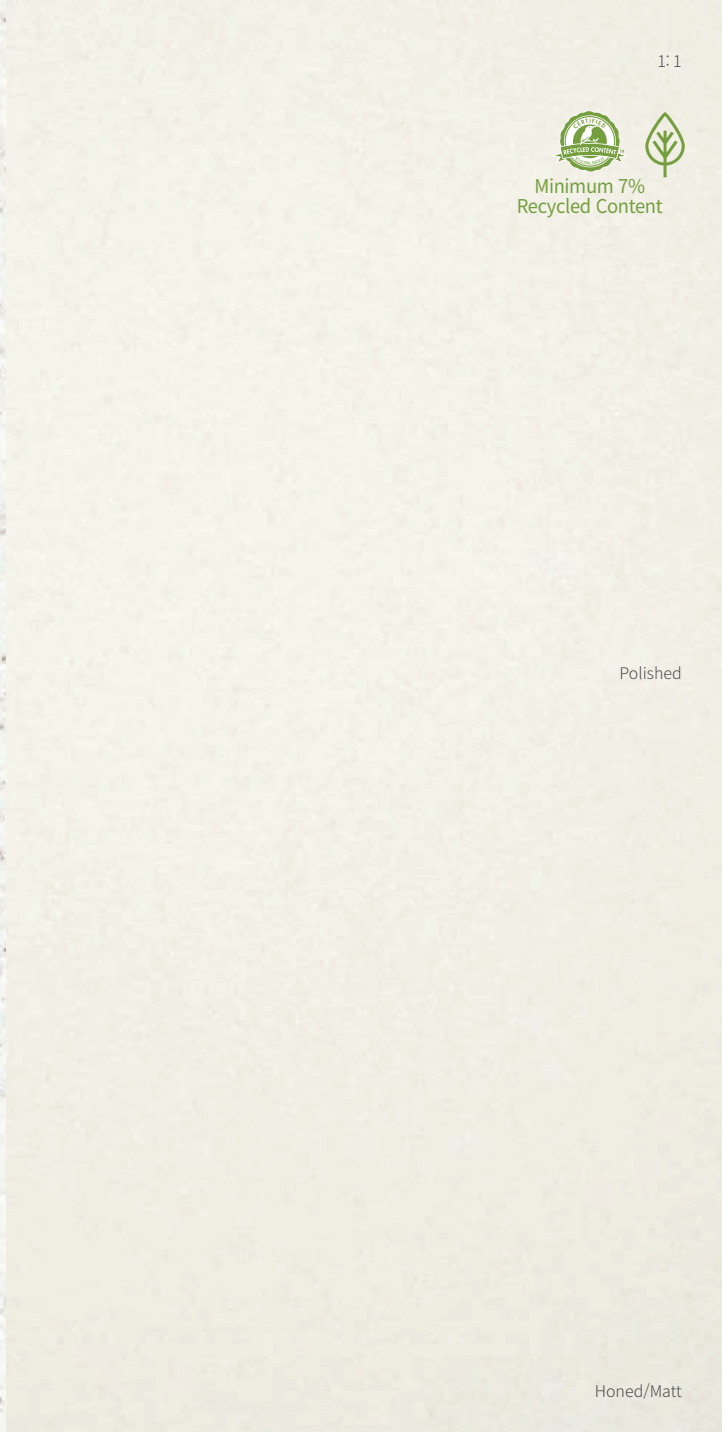 1: 1
CERTIFIED
RECYCLED CONTENT
Minimum 7%
Recycled Content
Polished
Honed/Matt